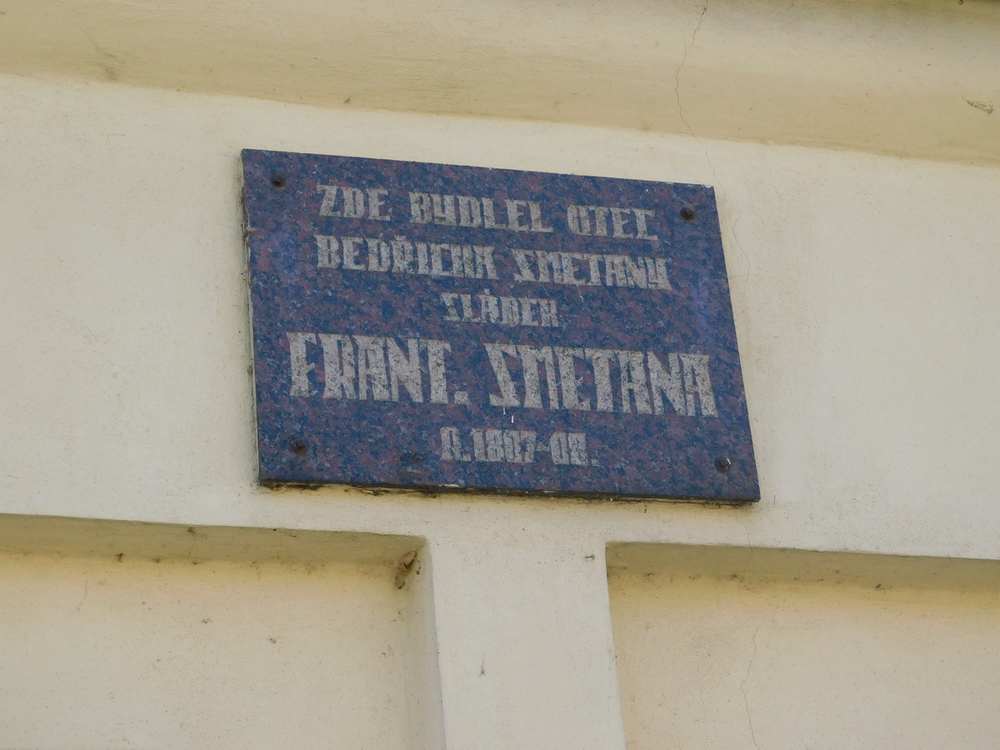 ZDE BYDLEL OTEC
BEDŘICHA SMETANY
SLÁDEK
FRANT. SMETANA
R.1807-08.